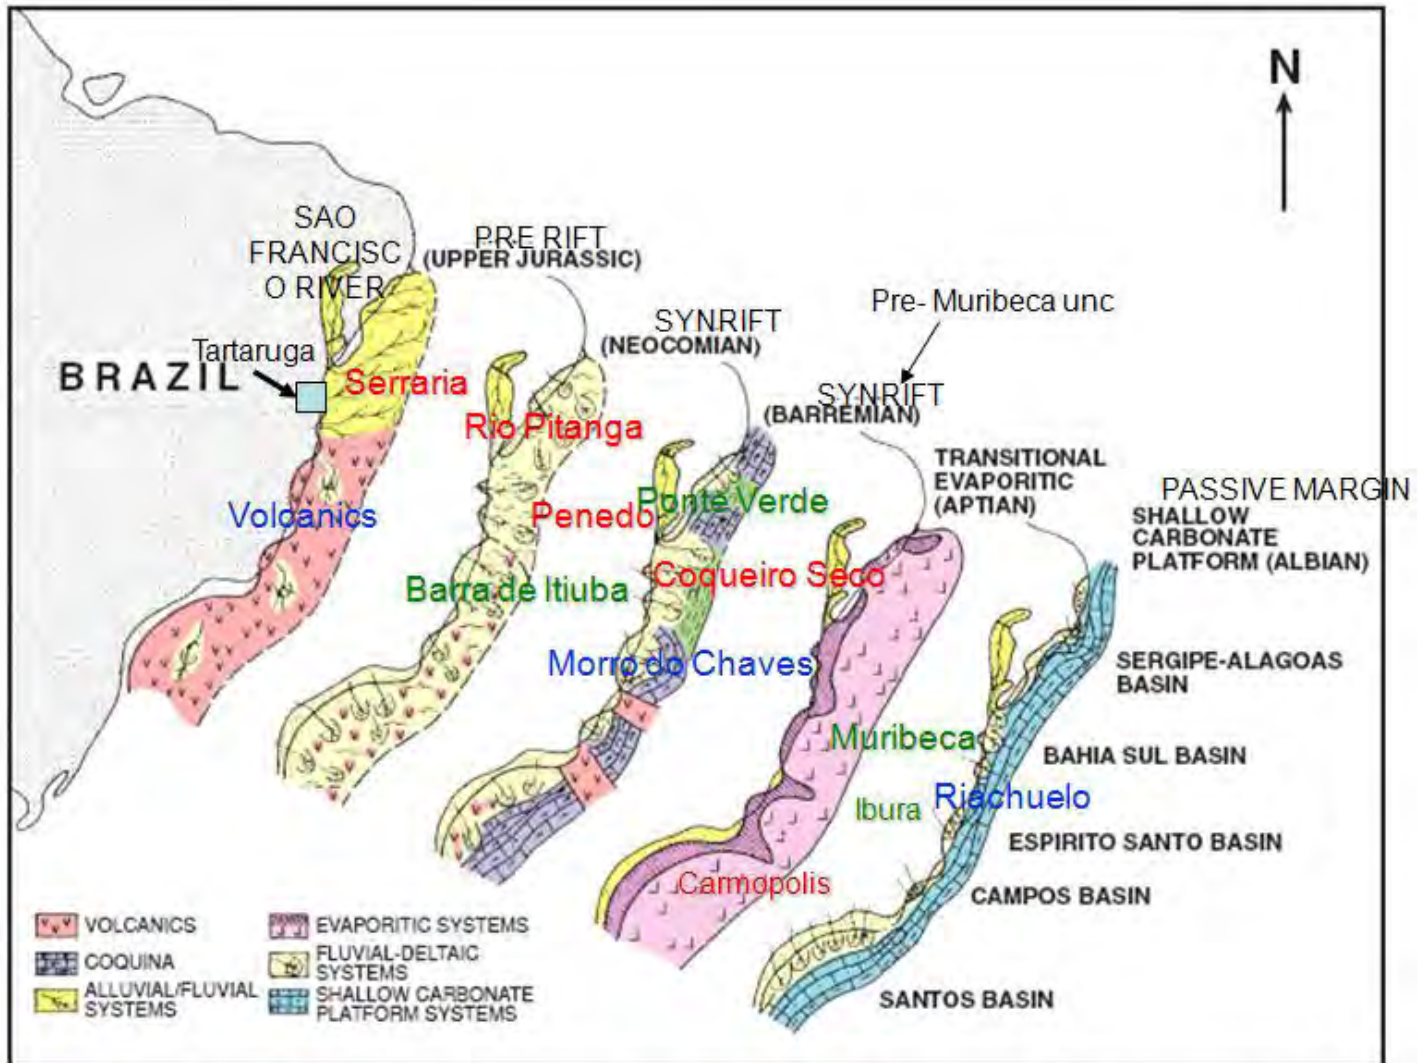 N
SAO
FRANCISC
O RIVER
PRE RIFT
(UPPER JURASSIC)
SYNRIFT
(NEOCOMIAN)
Pre- Muribeca unc
SYNRIFT
(BARREMIAN)
TRANSITIONAL
EVAPORITIC
(APTIAN)
PASSIVE MARGIN
SHALLOW
CARBONATE
PLATFORM (ALBIAN)
Tartaruga
BRAZIL
Serraria
Rio Pitanga
Volcanics
Penedo
Ponte Verde
Barra de Itiuba
Coqueiro Seco
Morro do Chaves
SERGIPE-ALAGOAS
BASIN
Muribeca
BAHIA SUL BASIN
Ibura
Riachuelo
ESPIRITO SANTO BASIN
Carmopolis
CAMPOS BASIN
SANTOS BASIN
VOLCANICS
COQUINA
ALLUVIAL/FLUVIAL
SYSTEMS
EVAPORITIC SYSTEMS
FLUVIAL-DELTAIC
SYSTEMS
SHALLOW CARBONATE
PLATFORM SYSTEMS